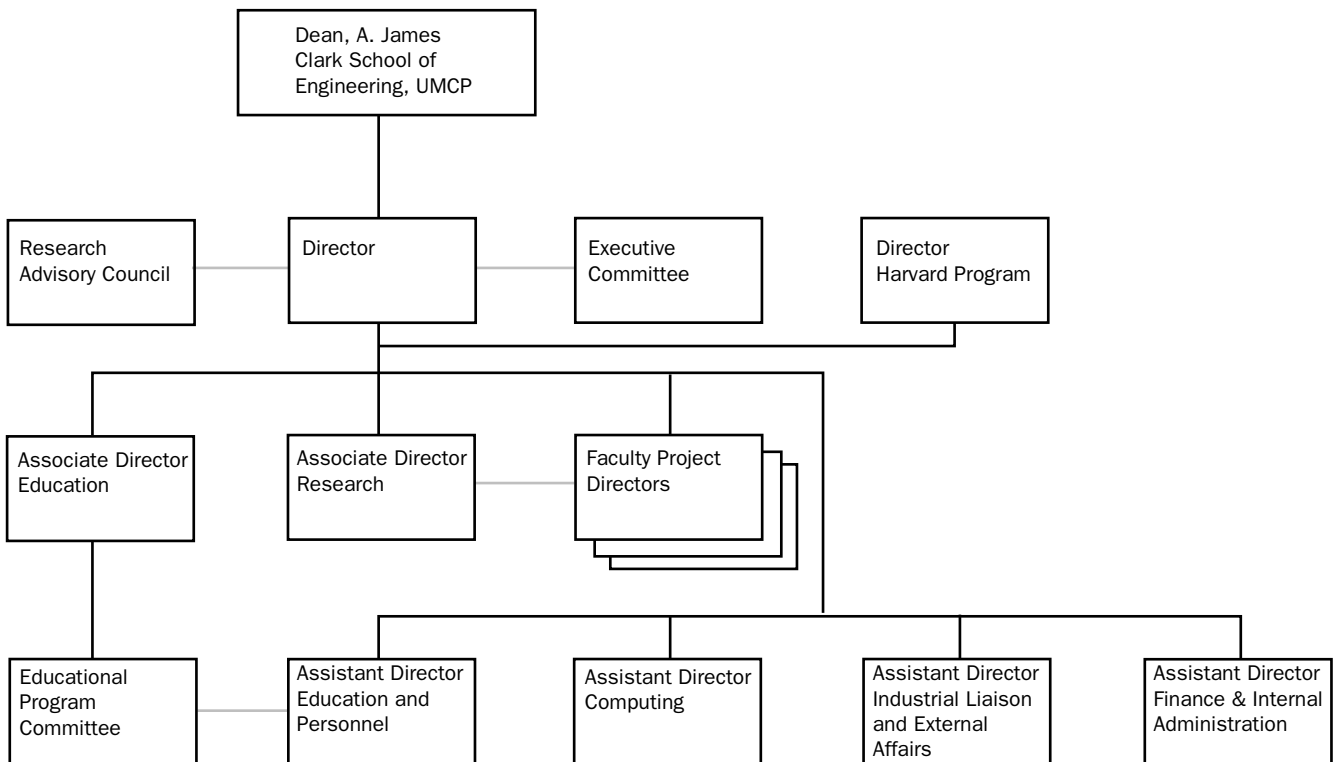 Dean, A. James
Clark School of
Engineering, UMCP
Research
Advisory Council
Director
Executive
Committee
Director
Harvard Program
Associate Director
Education
Associate Director
Research
Faculty Project
Directors
Educational
Program
Committee
Assistant Director
Education and
Personnel
Assistant Director
Computing
Assistant Director
Industrial Liaison
and External
Affairs
Assistant Director
Finance & Internal
Administration